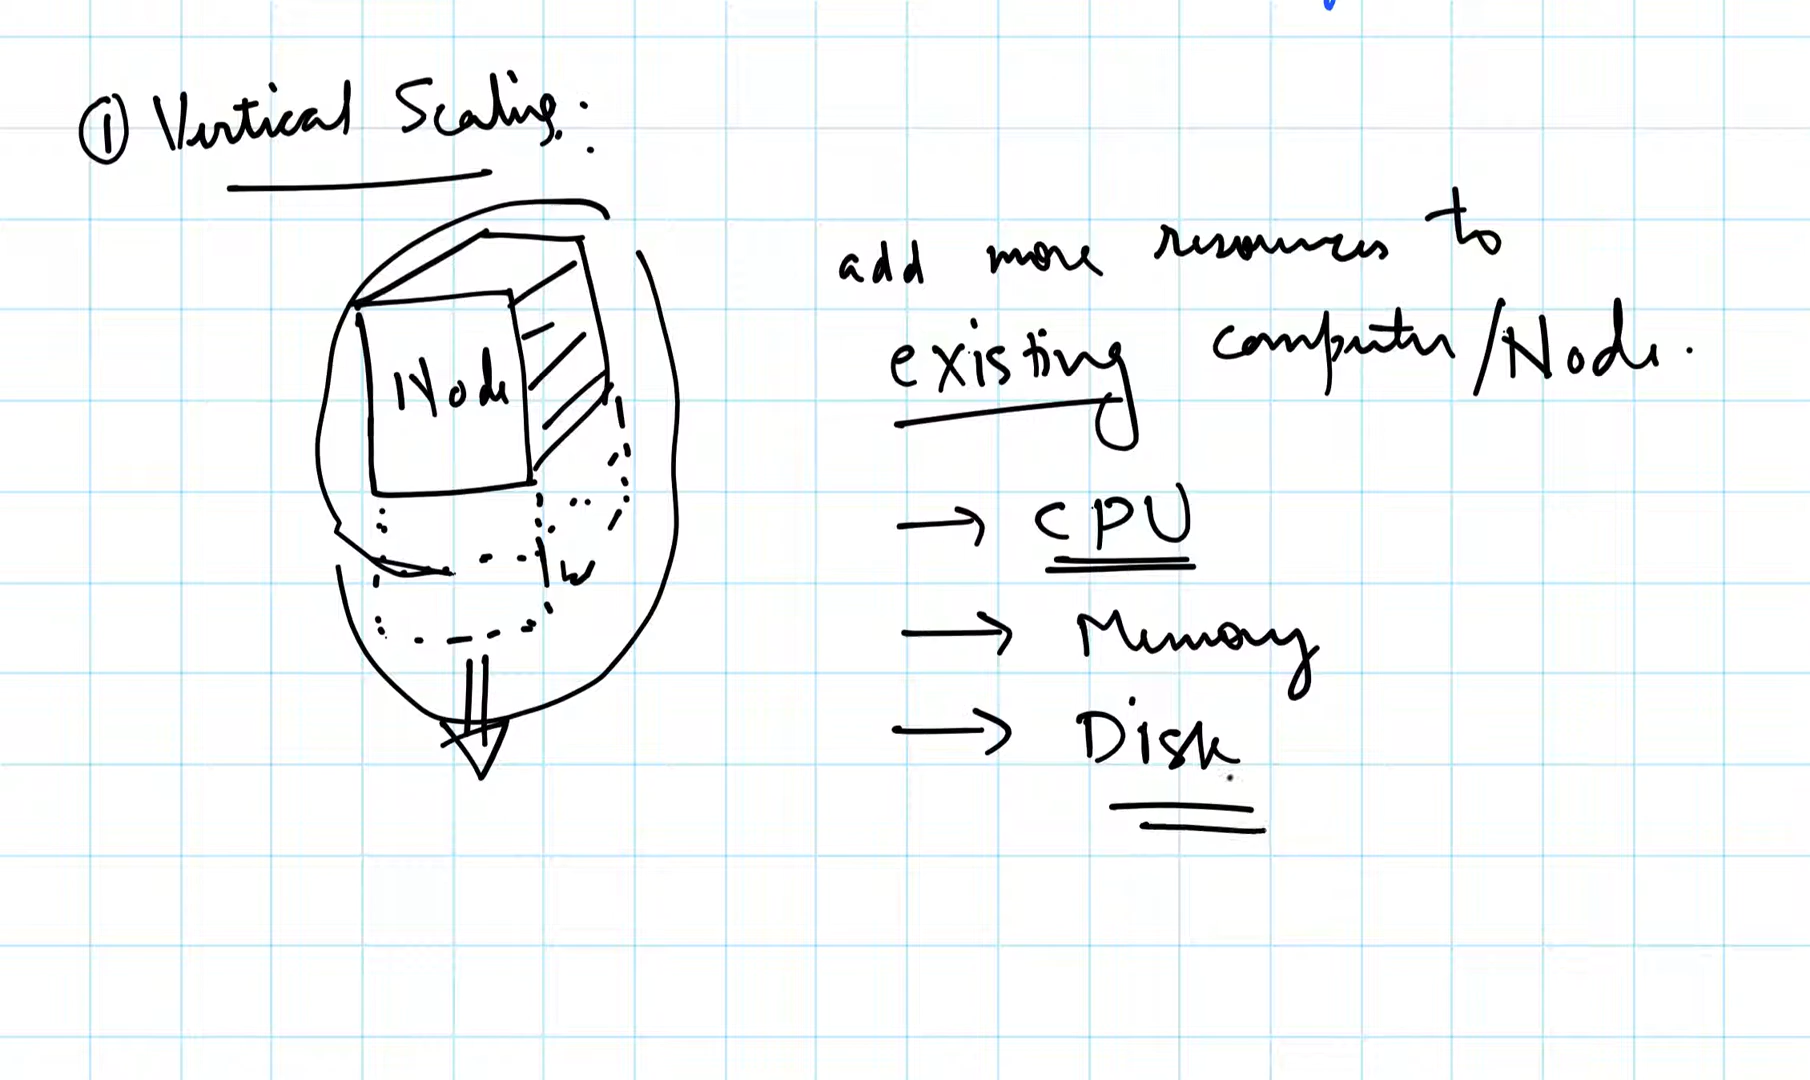 ① Vertical Scaling:
Node
add more resources to
existing computer/Node.
→ CPU
→ Memory
→ Disk